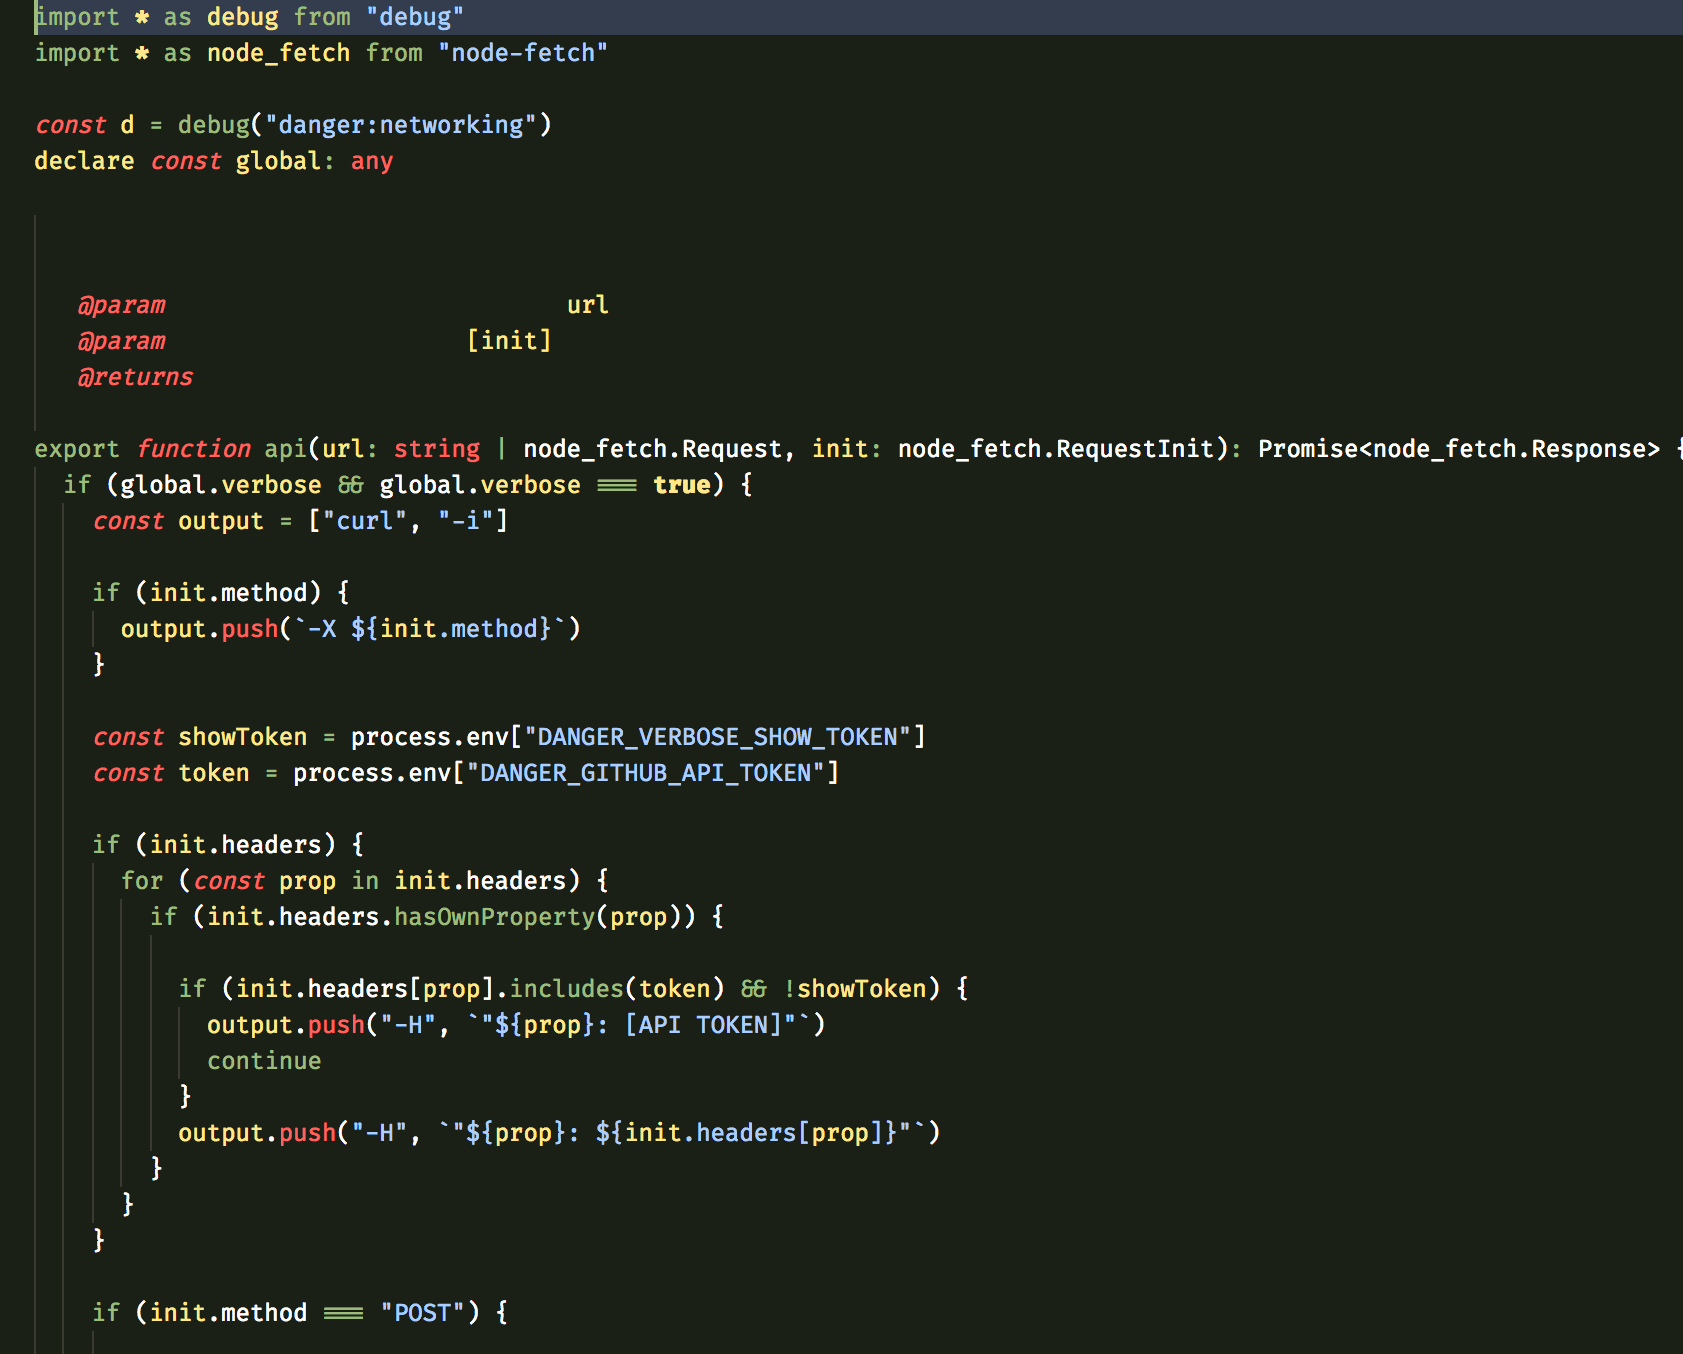 import * as debug from "debug"
import * as node_fetch from "node-fetch"
const d = debug("danger:networking")
declare const global: any
@param url
@param [init]
@returns
export function api(url: string | node_fetch.Request, init: node_fetch.RequestInit): Promise<node_fetch.Response> {
if (global.verbose && global.verbose === true) {
const output = ["curl", "-i"]
if (init.method) {
output.push(`-X ${init.method}`)
}
const showToken = process.env["DANGER_VERBOSE_SHOW_TOKEN"]
const token = process.env["DANGER_GITHUB_API_TOKEN"]
if (init.headers) {
for (const prop in init.headers) {
if (init.headers.hasOwnProperty(prop)) {
if (init.headers[prop].includes(token) && !showToken) {
output.push("-H", `"${prop}: [API TOKEN]"`)
continue
}
output.push("-H", `"${prop}: ${init.headers[prop]}"`)
}
}
}
if (init.method === "POST") {